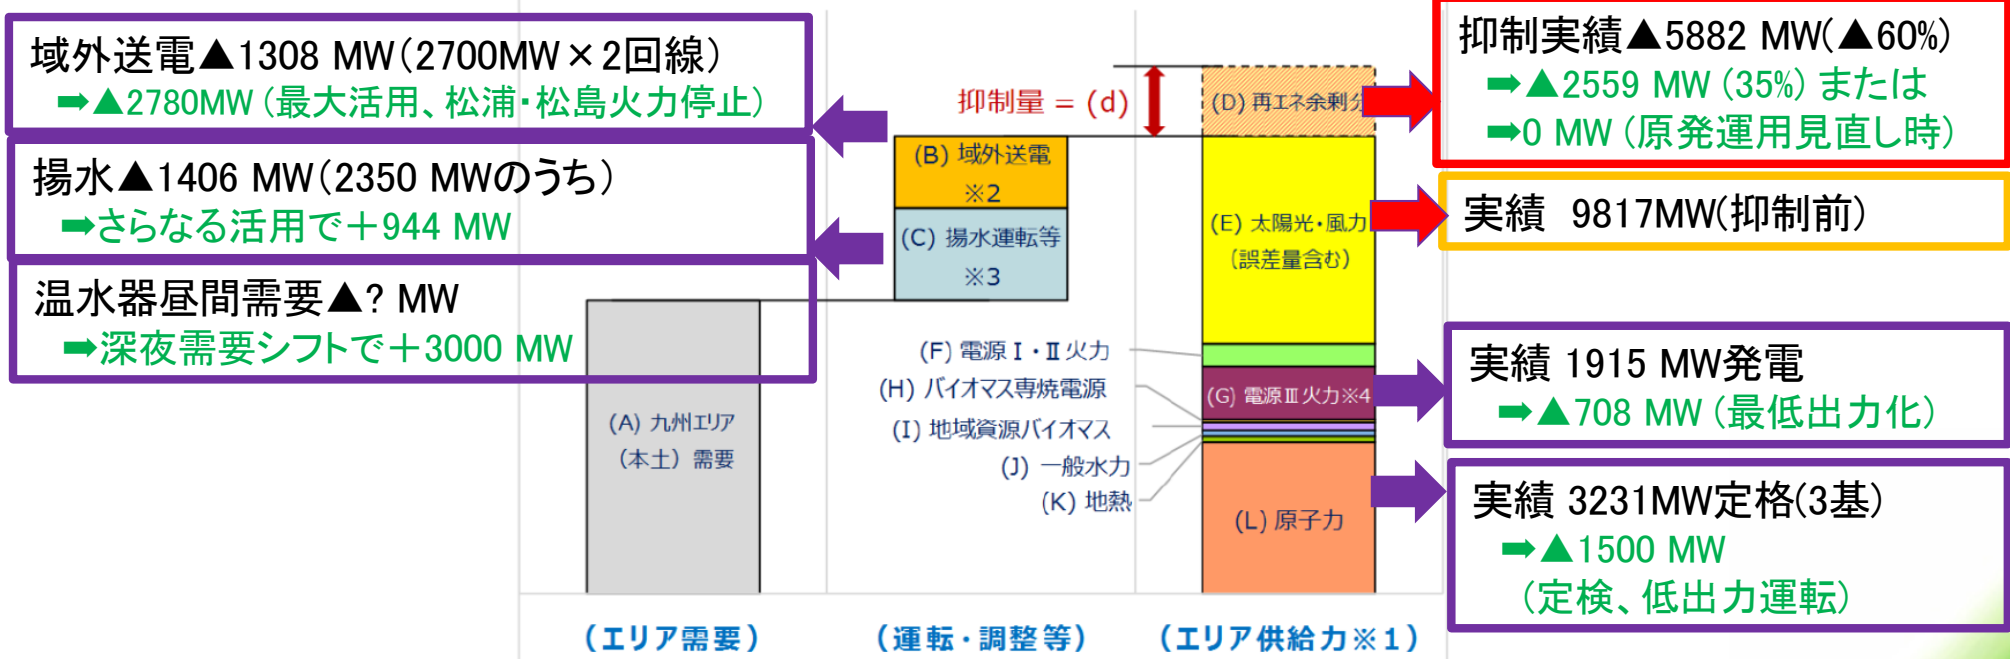 域外送電▲1308 MW(2700MW×2回線)
➡▲2780MW(最大活用、松浦・松島火力停止)
揚水▲1406 MW(2350 MWのうち)
➡さらなる活用で+944 MW
温水器昼間需要▲? MW
➡深夜需要シフトで+3000 MW
(A) 九州エリア
(本土)需要
(エリア需要)
抑制量 = (d)
(B) 域外送電
※2
(C) 揚水運転等
※3
(F) 電源Ⅰ・Ⅱ火力
(H) バイオマス専焼電源
(I) 地域資源バイオマス
(J) 一般水力
(K) 地熱
(運転・調整等)
(D) 再エネ余剰分
(E) 太陽光・風力
(誤差量含む)
(G) 電源Ⅲ火力※4
(L) 原子力
(エリア供給力※1)
抑制実績▲5882 MW(▲60%)
➡▲2559 MW (35%) または
➡0 MW (原発運用見直し時)
実績 9817MW(抑制前)
実績 1915 MW発電
➡▲708 MW (最低出力化)
実績 3231MW定格(3基)
➡▲1500 MW
(定検、低出力運転)